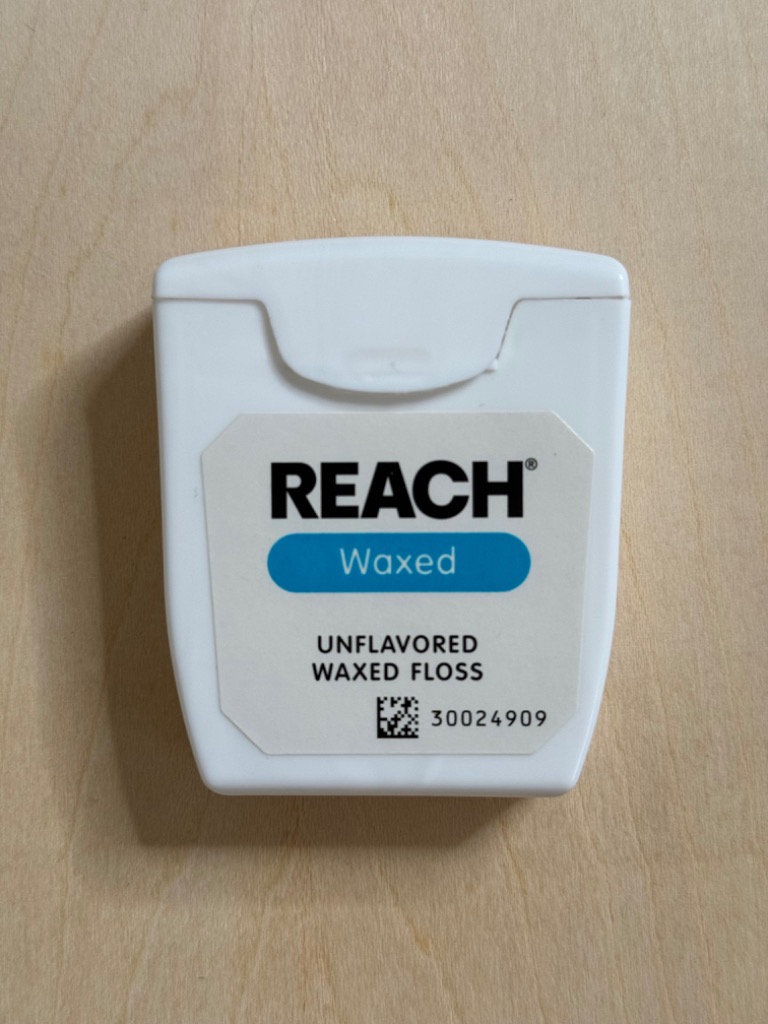 REACH®
Waxed
UNFLAVORED
WAXED FLOSS
30024909